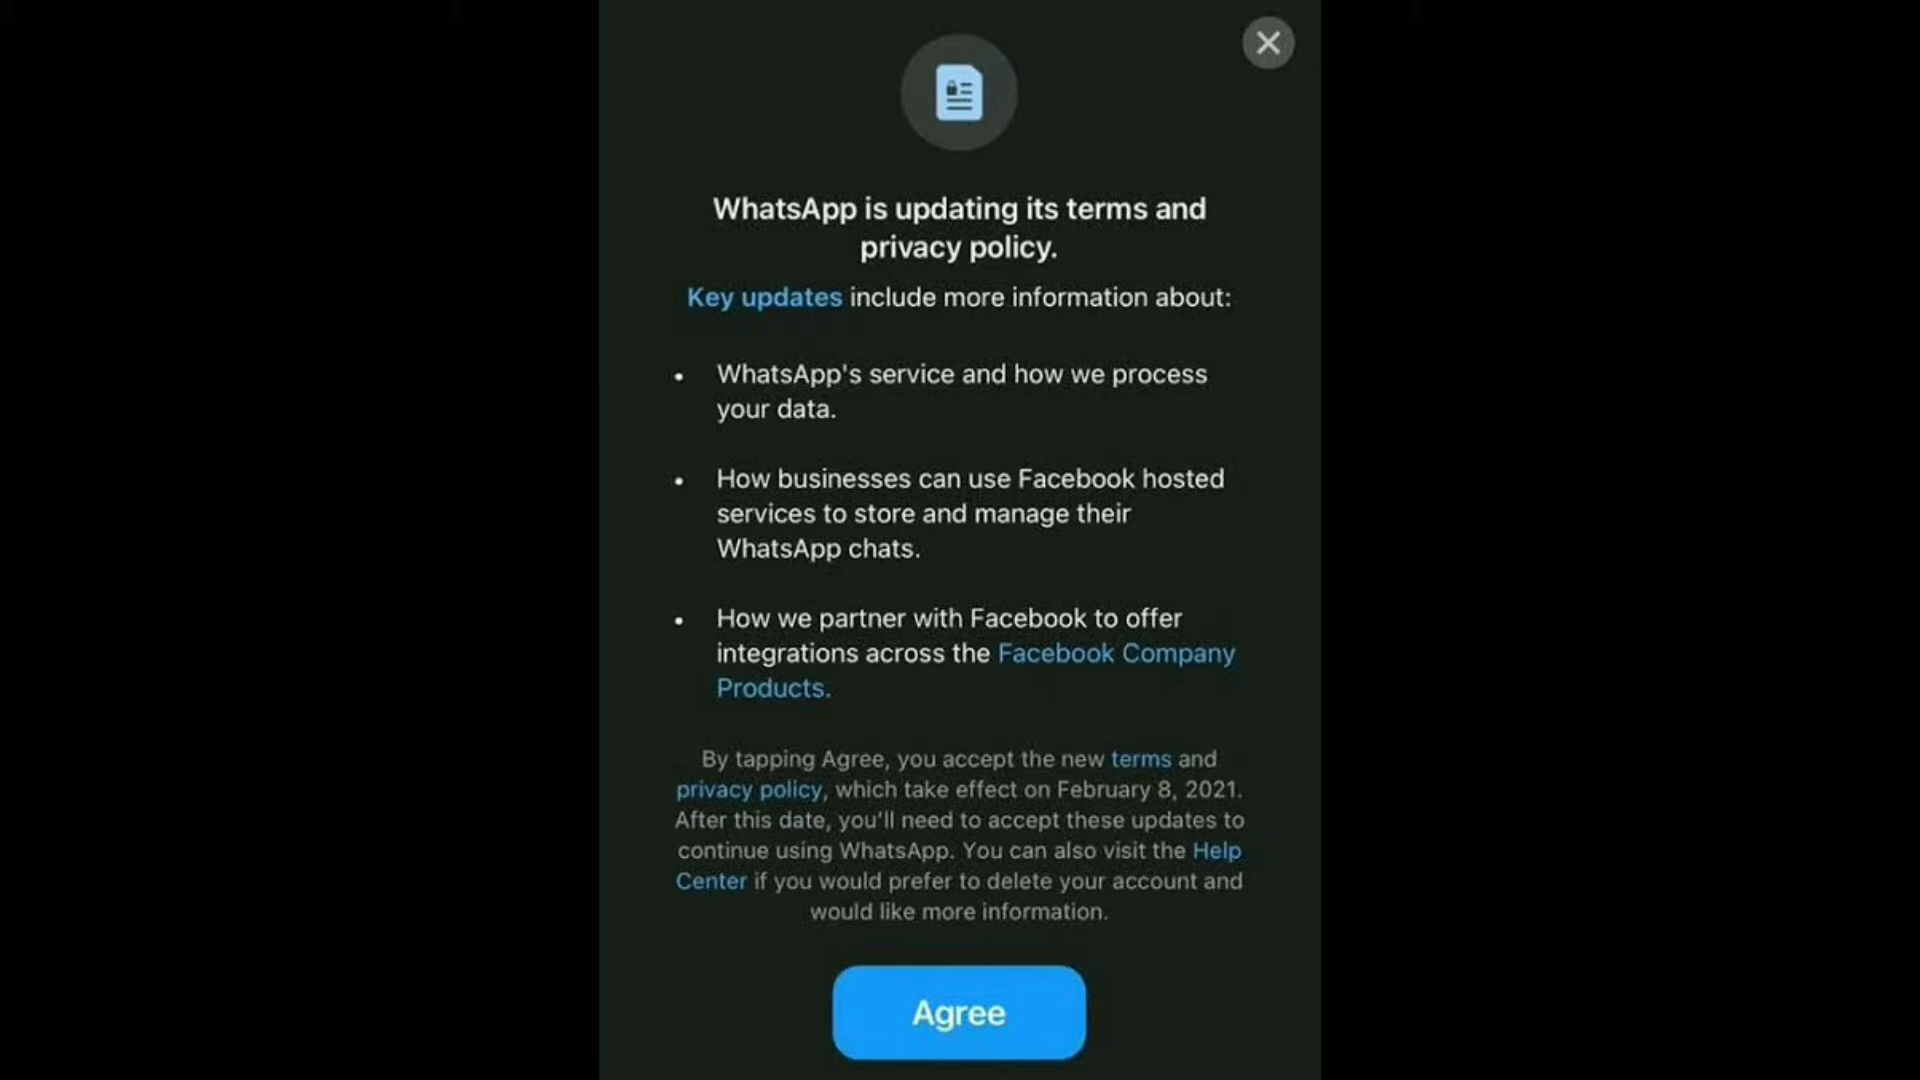 WhatsApp is updating its terms and
privacy policy.
Key updates include more information about:
• WhatsApp's service and how we process
your data.
• How businesses can use Facebook hosted
services to store and manage their
WhatsApp chats.
• How we partner with Facebook to offer
integrations across the Facebook Company
Products.
By tapping Agree, you accept the new terms and
privacy policy, which take effect on February 8, 2021.
After this date, you’ll need to accept these updates to
continue using WhatsApp. You can also visit the Help
Center if you would prefer to delete your account and
would like more information.
Agree